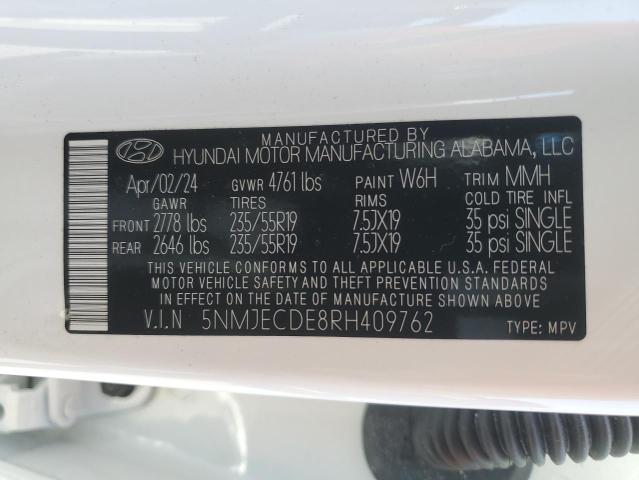 MANUFACTURED BY
HYUNDAI MOTOR MANUFACTURING ALABAMA, LLC
Apr/02/24 GVWR 4761 lbs PAINT W6H TRIM MMH
GAWR TIRES RIMS COLD TIRE INFL
FRONT 2778 lbs 235/55R19 7.5JX19 35 psi SINGLE
REAR 2646 lbs 235/55R19 7.5JX19 35 psi SINGLE
THIS VEHICLE CONFORMS TO ALL APPLICABLE U.S.A. FEDERAL
MOTOR VEHICLE SAFETY AND THEFT PREVENTION STANDARDS
IN EFFECT ON THE DATE OF MANUFACTURE SHOWN ABOVE.
V.I.N 5NMJECDE8RH409762 TYPE: MPV